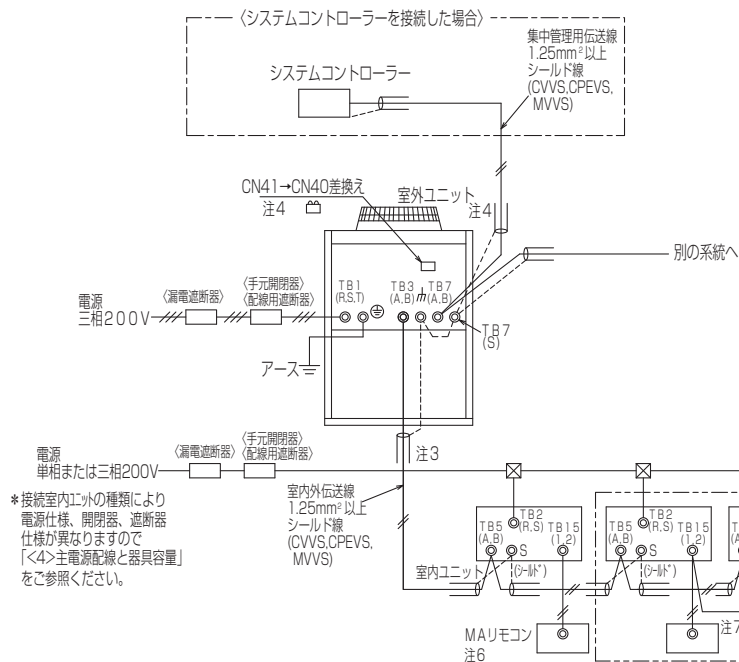 〈システムコントローラーを接続した場合〉
集中管理用伝送線
1.25mm²以上
シールド線
(CVVS,CPEVS,
MVVS)
システムコントローラー
CN41→CN40差換え
注4
室外ユニット
注4
別の系統へ
電源
三相200V
〈漏電遮断器〉
〈手元開閉器〉
〈配線用遮断器〉
TB1
(R,S,T)
TB3
(A,B)
TB7
(A,B)
TB7
(S)
アース
注3
電源
単相または三相200V
〈漏電遮断器〉
〈手元開閉器〉
〈配線用遮断器〉
*接続室内ユニットの種類により
電源仕様、開閉器、遮断器
仕様が異なりますので
「<4>主電源配線と器具容量」
をご参照ください。
室内外伝送線
1.25mm²以上
シールド線
(CVVS,CPEVS,
MVVS)
TB2
(R,S)
TB5
(A,B)
S
TB15
(1,2)
室内ユニット
(シールド)
TB2
(R,S)
TB5
(A,B)
S
TB15
(1,2)
(シールド)
MAリモコン
注6
注7